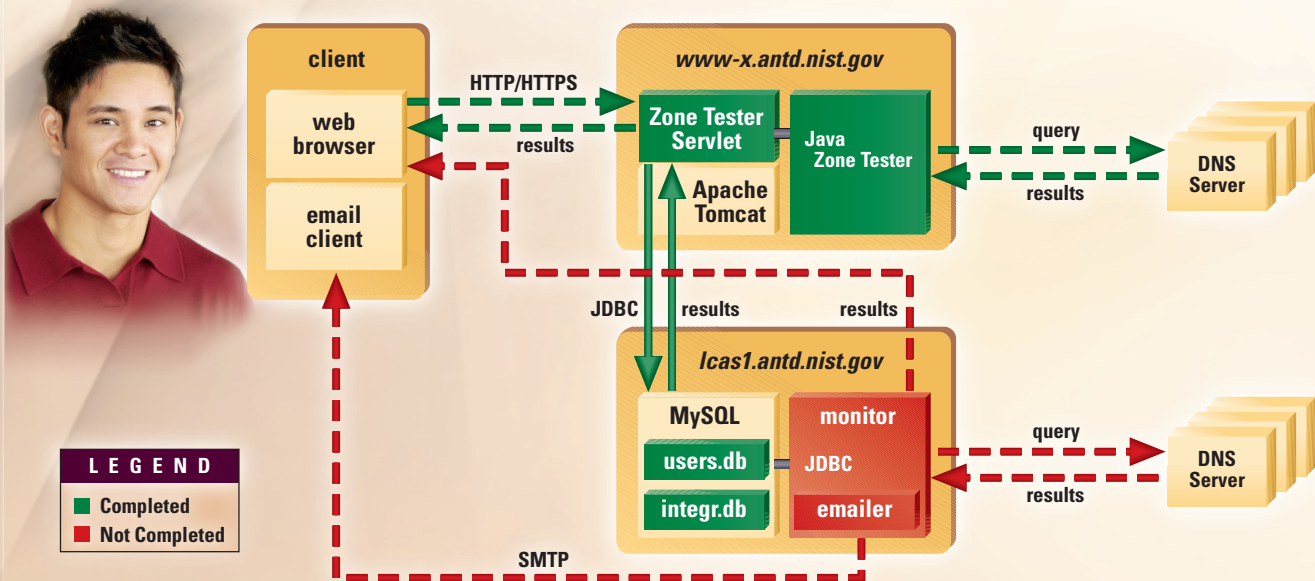 client
web
browser
email
client
HTTP/HTTPS
results
www-x.antd.nist.gov
Zone Tester
Servlet
Java
Zone Tester
Apache
Tomcat
query
results
DNS
Server
JDBC
results
results
lcas1.antd.nist.gov
MySQL
users.db
integr.db
monitor
JDBC
emailer
query
results
DNS
Server
LEGEND
Completed
Not Completed
SMTP